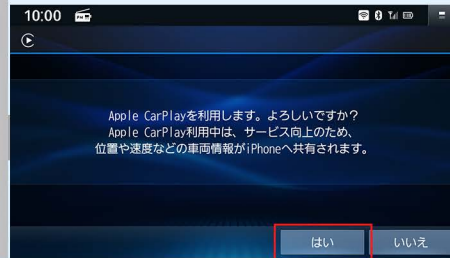 10:00
Apple CarPlayを利用します。よろしいですか？
Apple CarPlay利用中は、サービス向上のため、
位置や速度などの車両情報がiPhoneへ共有されます。
はい
いいえ